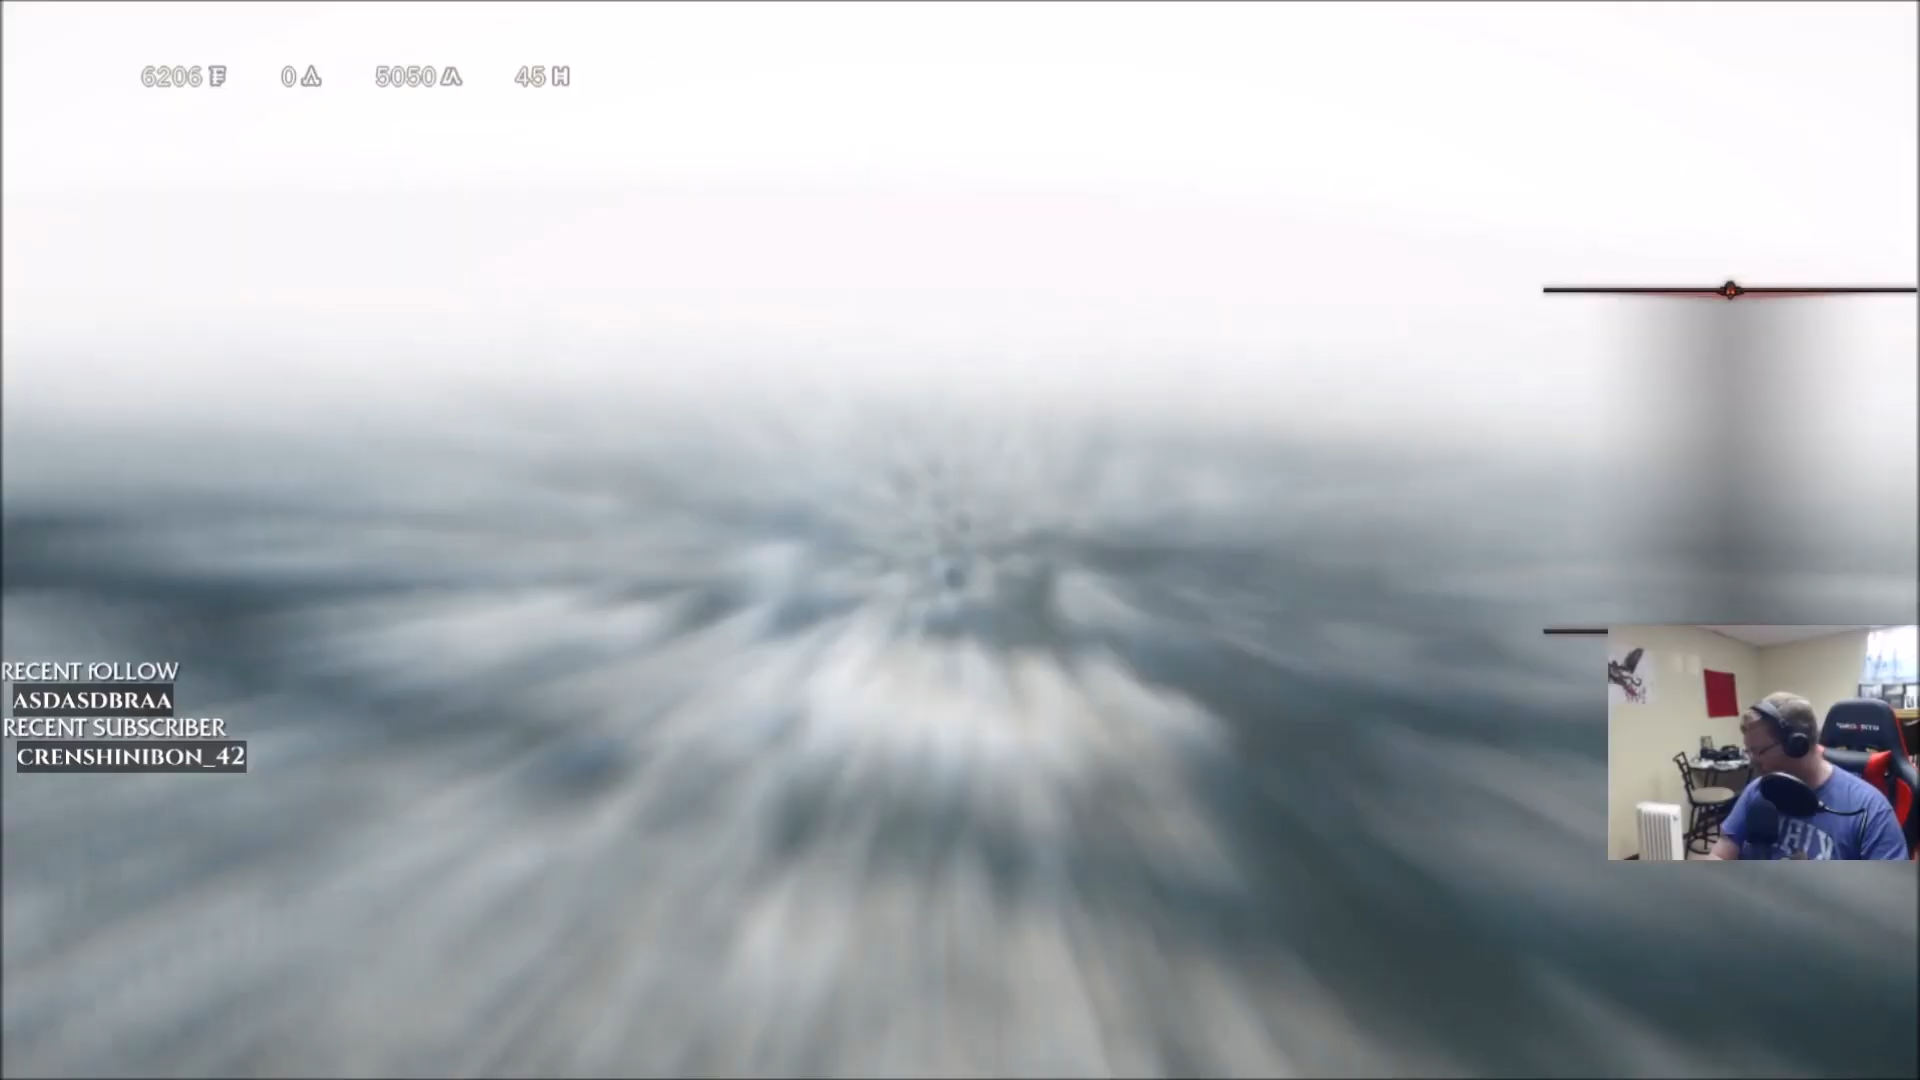 6206 0 5050 45
RECENT FOLLOW
ASDASDBRAA
RECENT SUBSCRIBER
CRENSHINIBON_42